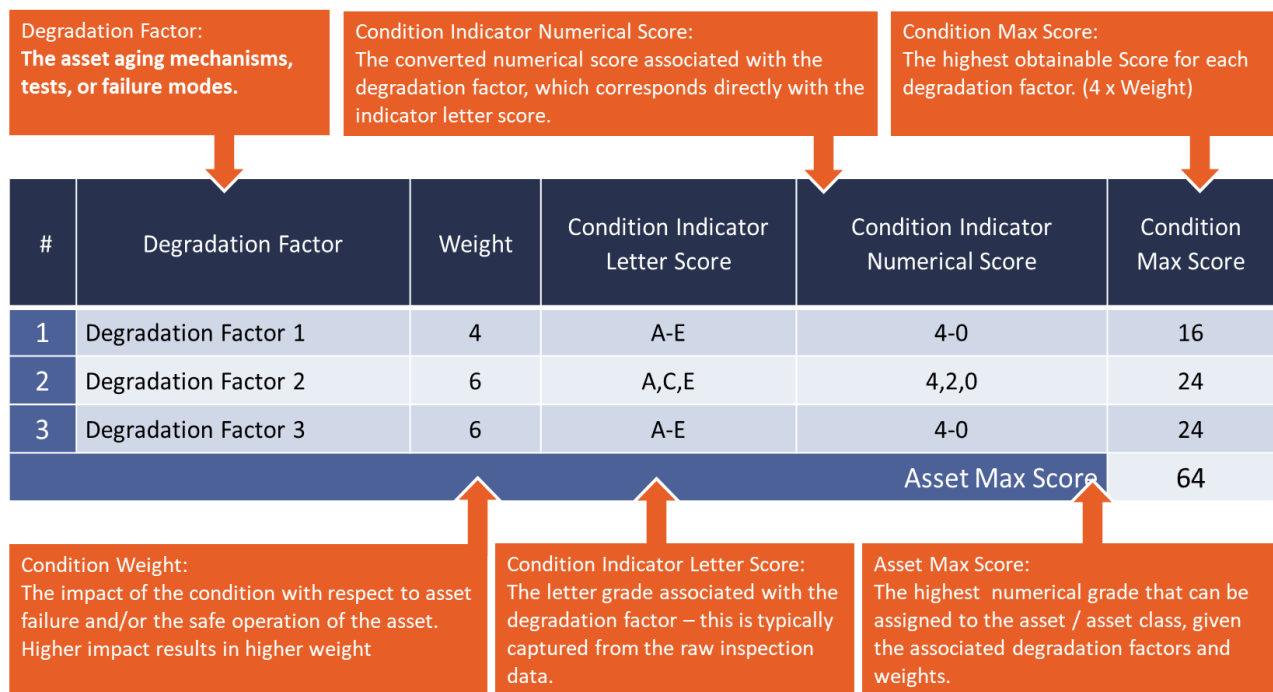 Degradation Factor:
The asset aging mechanisms,
tests, or failure modes.
Condition Indicator Numerical Score:
The converted numerical score associated with the
degradation factor, which corresponds directly with the
indicator letter score.
Condition Max Score:
The highest obtainable Score for each
degradation factor. (4 x Weight)
# Degradation Factor Weight Condition Indicator Letter Score Condition Indicator Numerical Score Condition Max Score
1 Degradation Factor 1 4 A-E 4-0 16
2 Degradation Factor 2 6 A,C,E 4,2,0 24
3 Degradation Factor 3 6 A-E 4-0 24
Asset Max Score 64
Condition Weight:
The impact of the condition with respect to asset
failure and/or the safe operation of the asset.
Higher impact results in higher weight
Condition Indicator Letter Score:
The letter grade associated with the
degradation factor – this is typically
captured from the raw inspection
data.
Asset Max Score:
The highest  numerical grade that can be
assigned to the asset / asset class, given
the associated degradation factors and
weights.